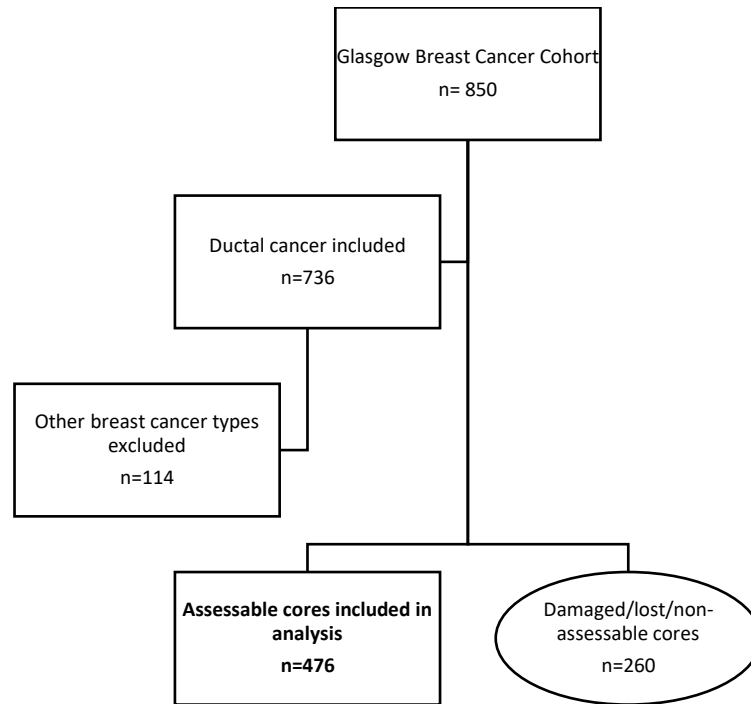 Glasgow Breast Cancer Cohort
n= 850
Ductal cancer included
n=736
Other breast cancer types
excluded
n=114
Assessable cores included in
analysis
n=476
Damaged/lost/non-
assessable cores
n=260